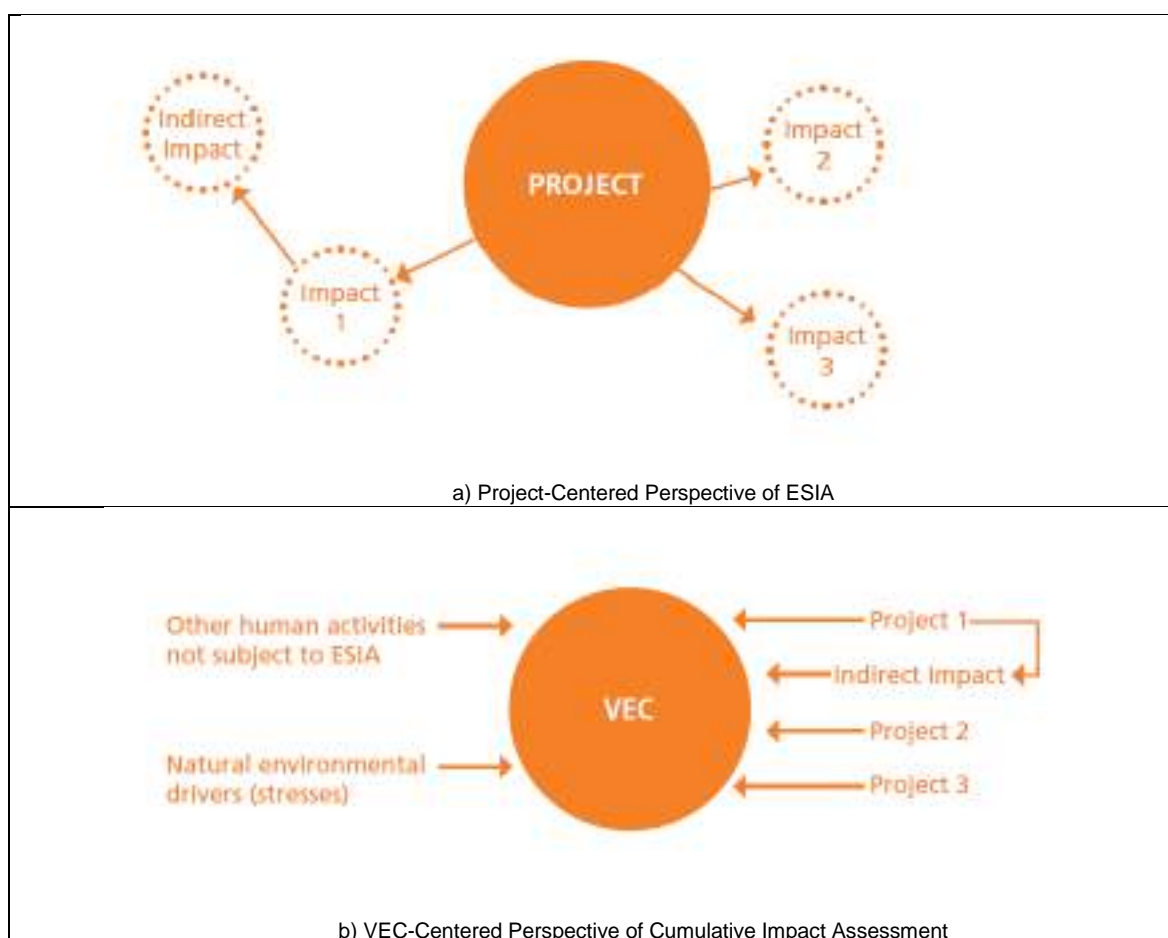 Indirect
Impact
PROJECT
Impact
2
Impact
1
Impact
3
a) Project-Centered Perspective of ESIA
Other human activities
not subject to ESIA
Natural environmental
drivers (stresses)
VEC
Project 1
Indirect Impact
Project 2
Project 3
b) VEC-Centered Perspective of Cumulative Impact Assessment